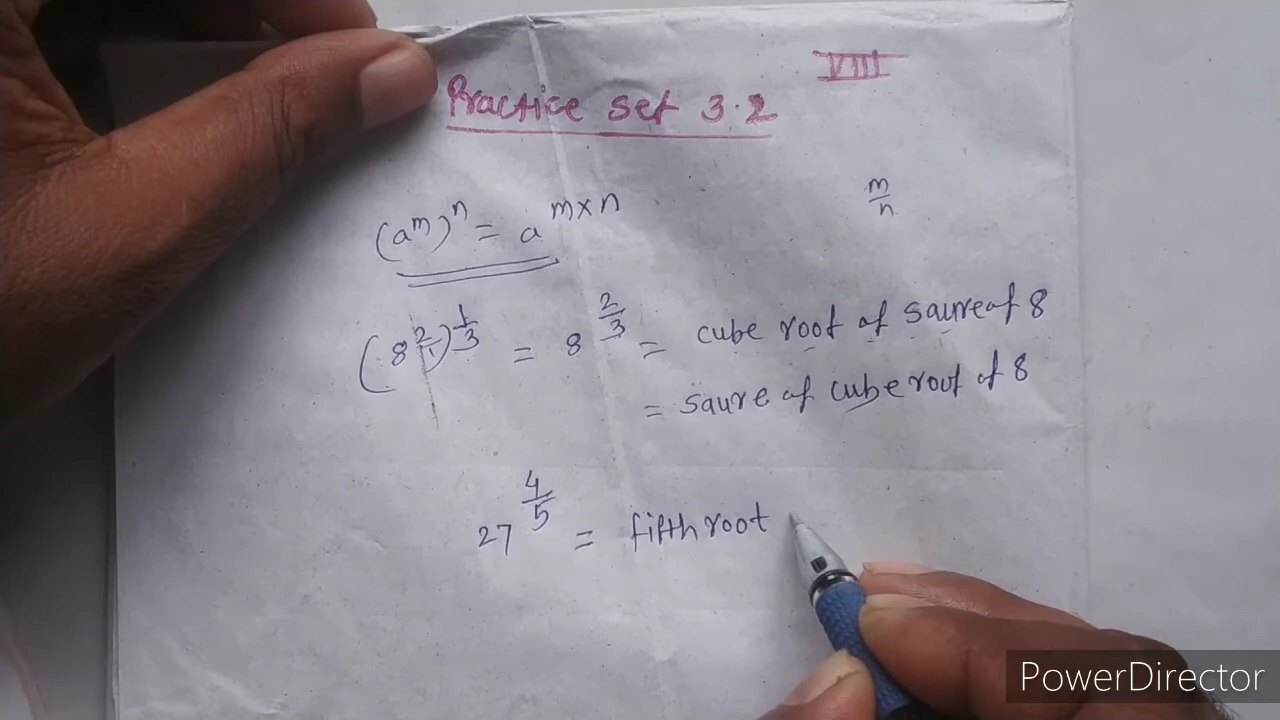 VIII
Practice Set 3.2
m/n
(a^m)^n = a^m×n
(8^2/1)^1/3 = 8^2/3 = cube root of saure of 8
= saure of cube root of 8
27^4/5 = fifth root
PowerDirector